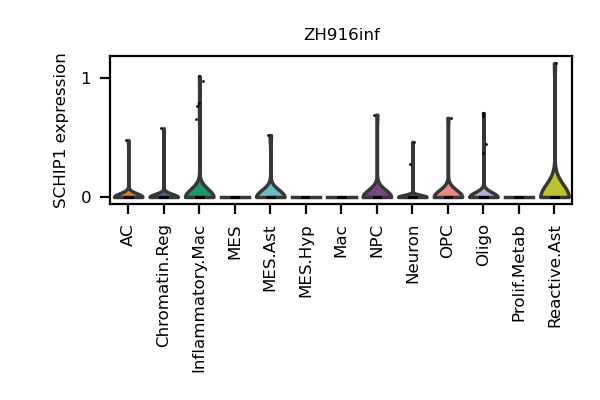 ZH916inf
SCHIP1 expression
1
0
AC
Chromatin.Reg
Inflammatory.Mac
MES
MES.Ast
MES.Hyp
Mac
NPC
Neuron
OPC
Oligo
Prolif.Metab
Reactive.Ast